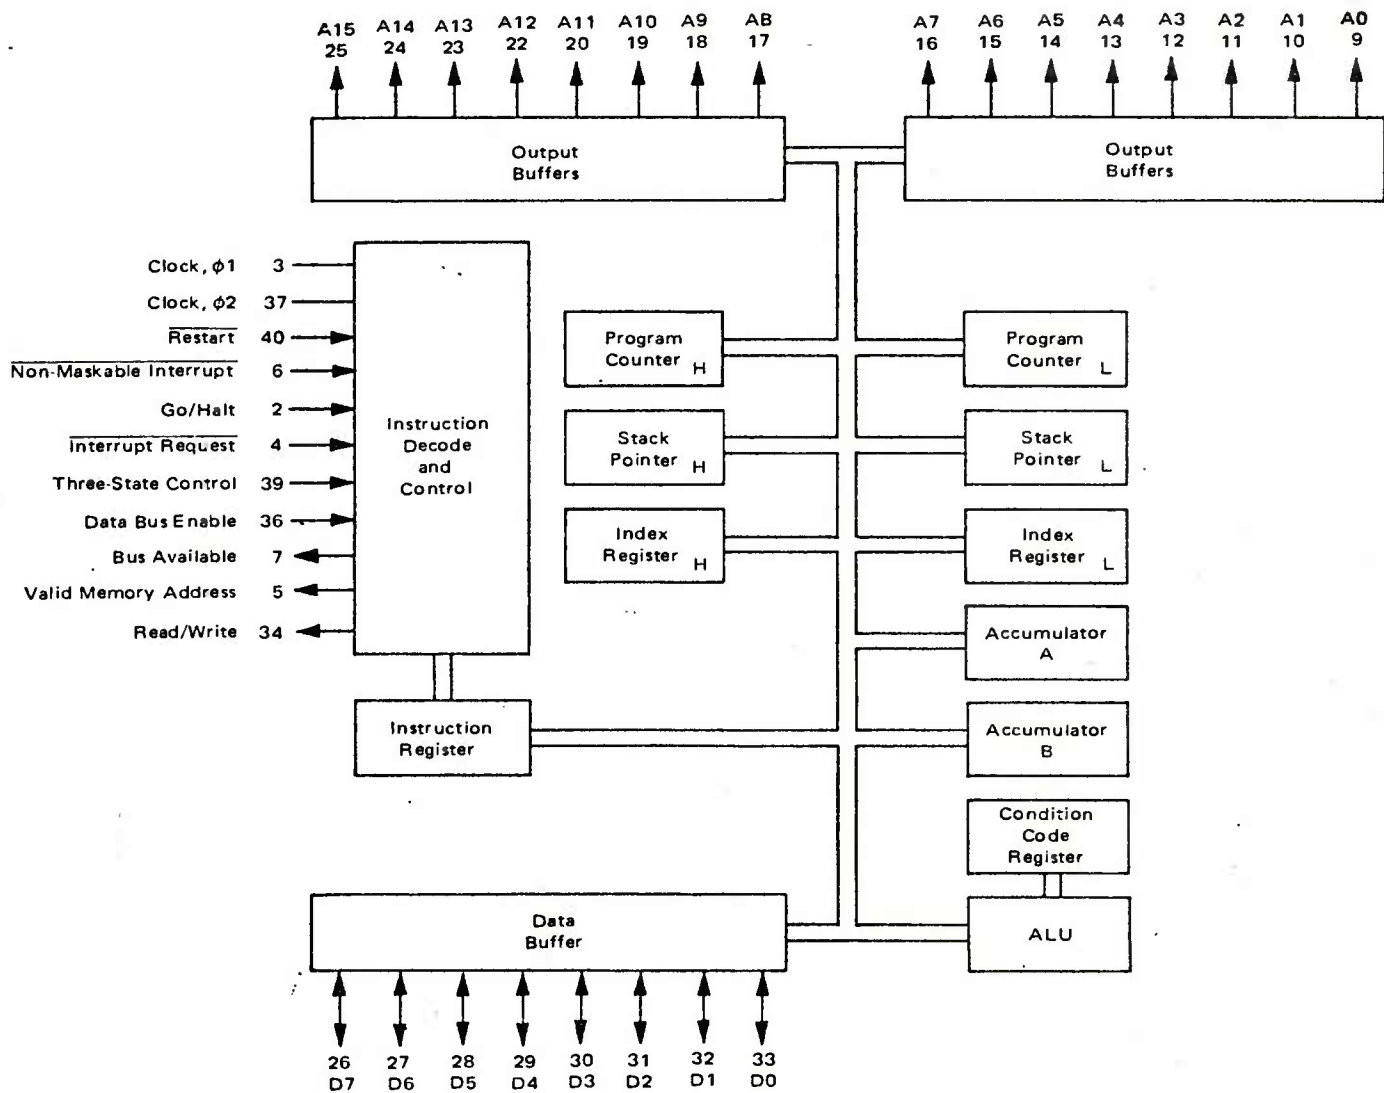 A15 A14 A13 A12 A11 A10 A9 A8 A7 A6 A5 A4 A3 A2 A1 A0
25 24 23 22 20 19 18 17 16 15 14 13 12 11 10 9
Output
Buffers
Output
Buffers
Clock, ϕ1 3
Clock, ϕ2 37
Restart 40
Non-Maskable Interrupt 6
Go/Halt 2
Interrupt Request 4
Three-State Control 39
Data Bus Enable 36
Bus Available 7
Valid Memory Address 5
Read/Write 34
Instruction
Decode
and
Control
Program
Counter H
Program
Counter L
Stack
Pointer H
Stack
Pointer L
Index
Register H
Index
Register L
Accumulator
A
Instruction
Register
Accumulator
B
Condition
Code
Register
Data
Buffer
ALU
26 27 28 29 30 31 32 33
D7 D6 D5 D4 D3 D2 D1 D0